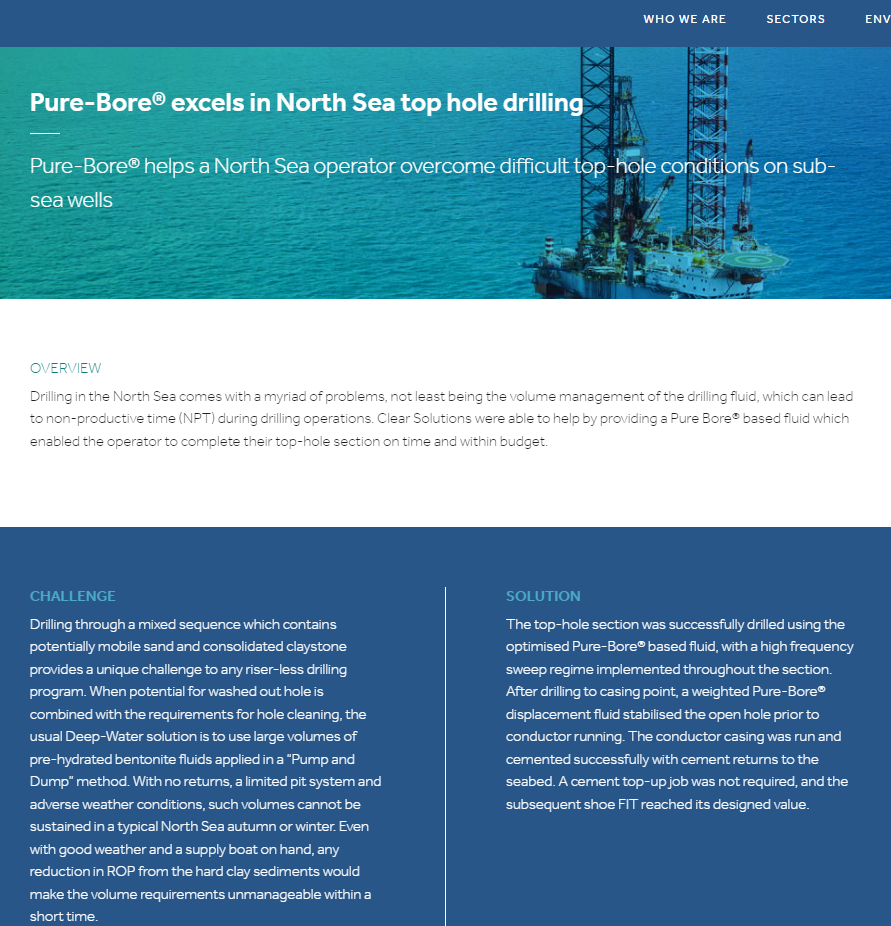 WHO WE ARE
SECTORS
ENV
Pure-Bore® excels in North Sea top hole drilling
Pure-Bore® helps a North Sea operator overcome difficult top-hole conditions on sub-
sea wells
OVERVIEW
Drilling in the North Sea comes with a myriad of problems, not least being the volume management of the drilling fluid, which can lead
to non-productive time (NPT) during drilling operations. Clear Solutions were able to help by providing a Pure Bore® based fluid which
enabled the operator to complete their top-hole section on time and within budget.
CHALLENGE
Drilling through a mixed sequence which contains
potentially mobile sand and consolidated claystone
provides a unique challenge to any riser-less drilling
program. When potential for washed out hole is
combined with the requirements for hole cleaning, the
usual Deep-Water solution is to use large volumes of
pre-hydrated bentonite fluids applied in a “Pump and
Dump” method. With no returns, a limited pit system and
adverse weather conditions, such volumes cannot be
sustained in a typical North Sea autumn or winter. Even
with good weather and a supply boat on hand, any
reduction in ROP from the hard clay sediments would
make the volume requirements unmanageable within a
short time.
SOLUTION
The top-hole section was successfully drilled using the
optimised Pure-Bore® based fluid, with a high frequency
sweep regime implemented throughout the section.
After drilling to casing point, a weighted Pure-Bore®
displacement fluid stabilised the open hole prior to
conductor running. The conductor casing was run and
cemented successfully with cement returns to the
seabed. A cement top-up job was not required, and the
subsequent shoe FIT reached its designed value.